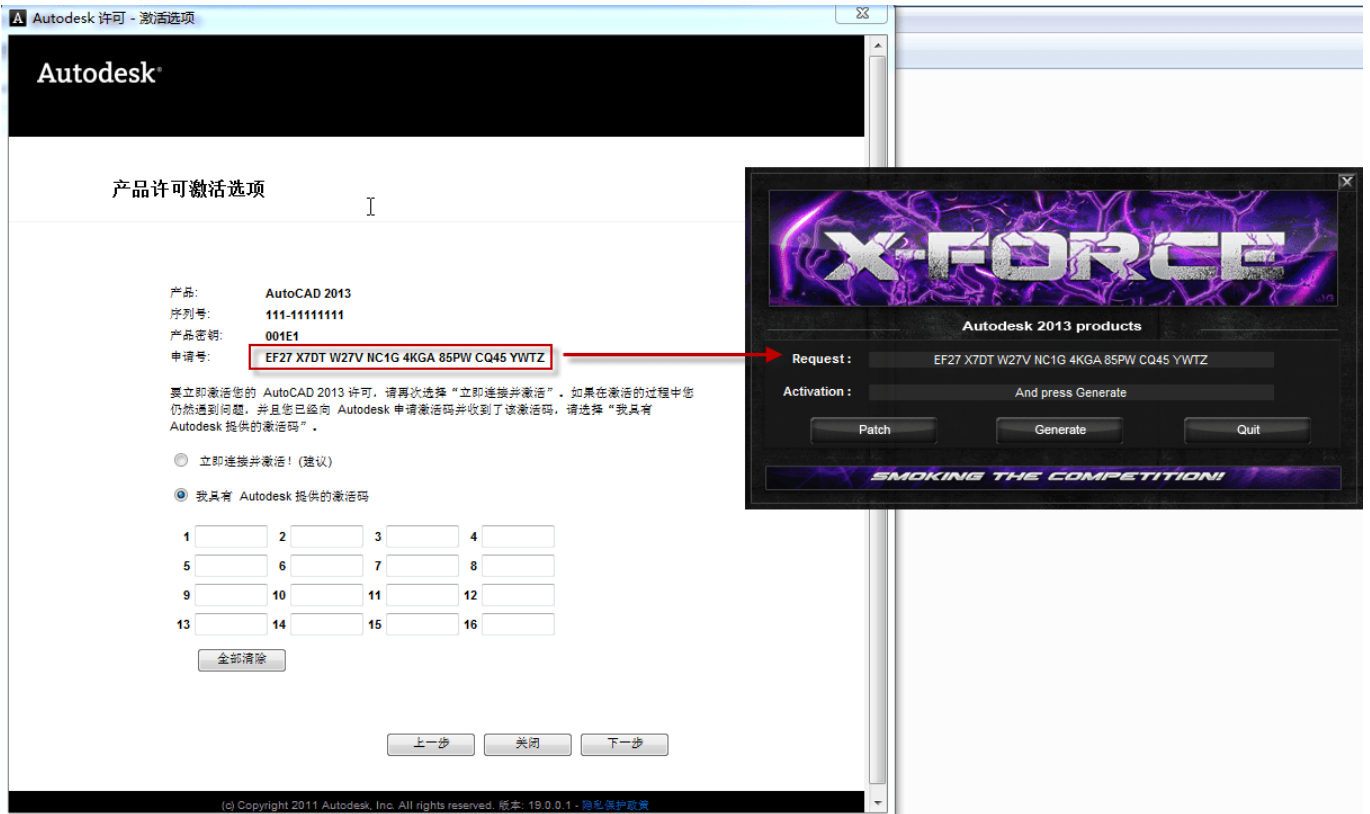 Autodesk 许可 - 激活选项
Autodesk
产品许可激活选项
产品: AutoCAD 2013
序列号: 111-11111111
产品密钥: 001E1
申请号: EF27 X7DT W27V NC1G 4KGA 85PW CQ45 YWTZ
要立即激活您的 AutoCAD 2013 许可，请再次选择“立即连接并激活”。如果在激活的过程中您
仍然遇到问题，并且您已经向 Autodesk 申请激活码并收到了该激活码，请选择“我具有
Autodesk 提供的激活码”。
立即连接并激活！(建议)
我具有 Autodesk 提供的激活码
1 2 3 4
5 6 7 8
9 10 11 12
13 14 15 16
全部清除
上一步 关闭 下一步
(c) Copyright 2011 Autodesk, Inc. All rights reserved. 版本: 19.0.0.1 - 隐私保护政策
X-FORCE
Autodesk 2013 products
Request : EF27 X7DT W27V NC1G 4KGA 85PW CQ45 YWTZ
Activation : And press Generate
Patch Generate Quit
SMOKING THE COMPETITION!